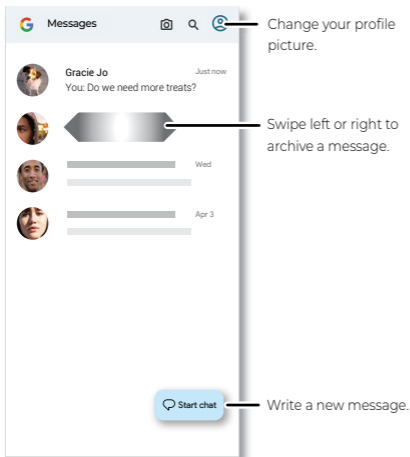 Messages
Change your profile
picture.
Gracie Jo Just now
You: Do we need more treats?
Swipe left or right to
archive a message.
Wed
Apr 3
Start chat
Write a new message.